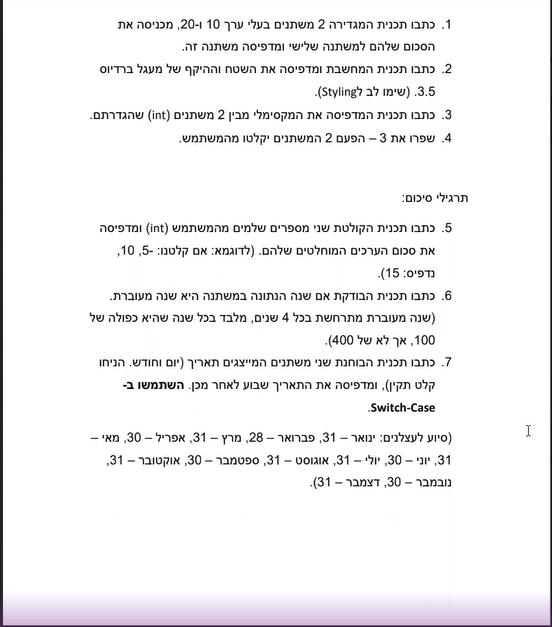 1. כתבו תכנית המגדירה 2 משתנים בעלי ערך 10 ו-20, מכניסה את
הסכום שלהם למשתנה שלישי ומדפיסה משתנה זה.
2. כתבו תכנית המחשבת ומדפיסה את השטח וההיקף של מעגל ברדיוס
3.5. (שימו לב לStyling).
3. כתבו תכנית המדפיסה את המקסימלי מבין 2 משתנים (int) שהגדרתם.
4. שפרו את 3 – הפעם 2 המשתנים יקלטו מהמשתמש.
תרגילי סיכום:
5. כתבו תכנית הקולטת שני מספרים שלמים מהמשתמש (int) ומדפיסה
את סכום הערכים המוחלטים שלהם. (לדוגמא: אם קלטנו: -5, 10,
נדפיס: 15).
6. כתבו תכנית הבודקת אם שנה הנתונה במשתנה היא שנה מעוברת.
(שנה מעוברת מתרחשת בכל 4 שנים, מלבד בכל שנה שהיא כפולה של
100, אך לא של 400).
7. כתבו תכנית הבוחנת שני משתנים המייצגים תאריך (יום וחודש. הניחו
קלט תקין), ומדפיסה את התאריך שבוע לאחר מכן. השתמשו ב-
Switch-Case.
(סיוע לעצלנים: ינואר – 31, פברואר – 28, מרץ – 31, אפריל – 30, מאי –
31, יוני – 30, יולי – 31, אוגוסט – 31, ספטמבר – 30, אוקטובר – 31,
נובמבר – 30, דצמבר – 31).